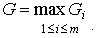 G = max G_i
1≤i≤m
.